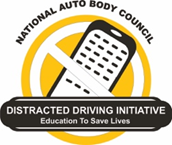 NATIONAL AUTO BODY COUNCIL
DISTRACTED DRIVING INITIATIVE
Education To Save Lives